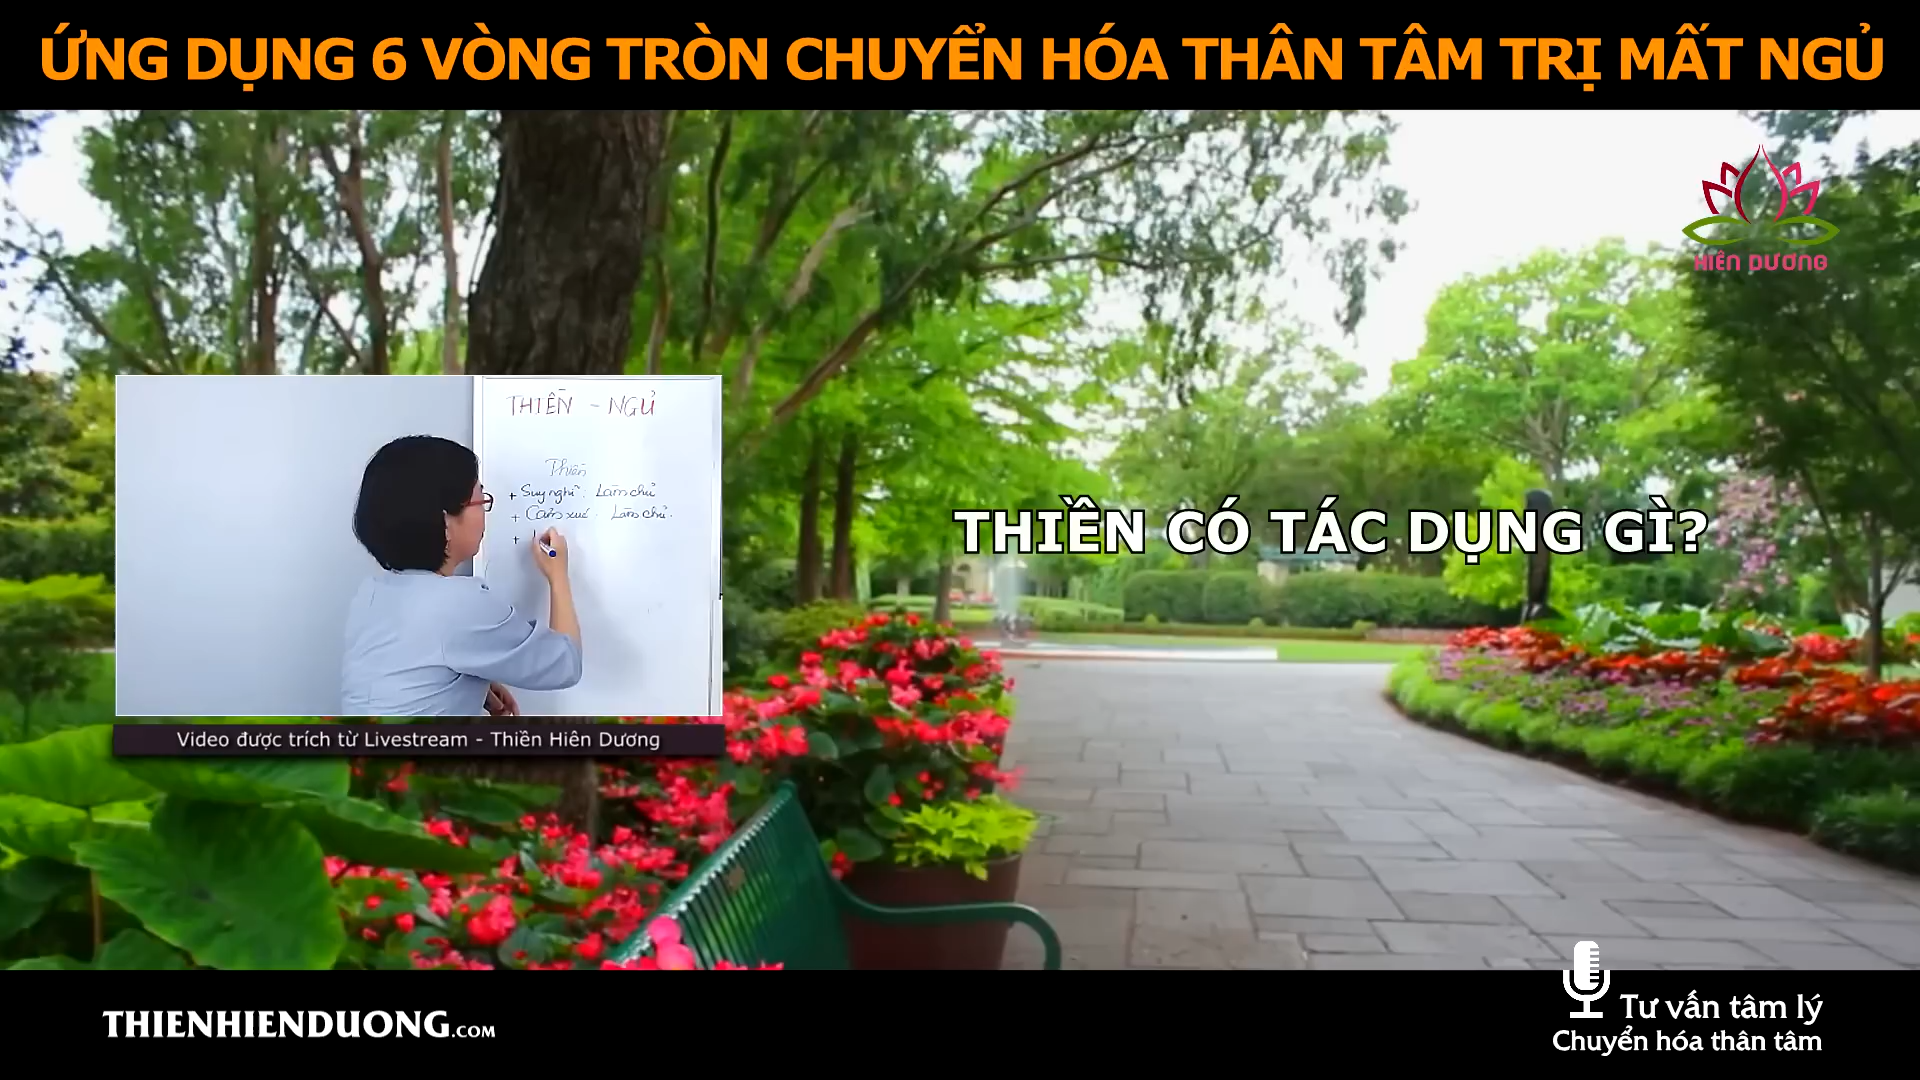 ỨNG DỤNG 6 VÒNG TRÒN CHUYỂN HÓA THÂN TÂM TRỊ MẤT NGỦ
HIÊN DƯƠNG
THIỀN - NGỦ
Thiền
+ Suy nghĩ: Làm chủ
+ Cảm xúc. Làm chủ.
+
THIỀN CÓ TÁC DỤNG GÌ?
Video được trích từ Livestream - Thiền Hiên Dương
THIENHIENDUONG.COM
Tư vấn tâm lý
Chuyển hóa thân tâm